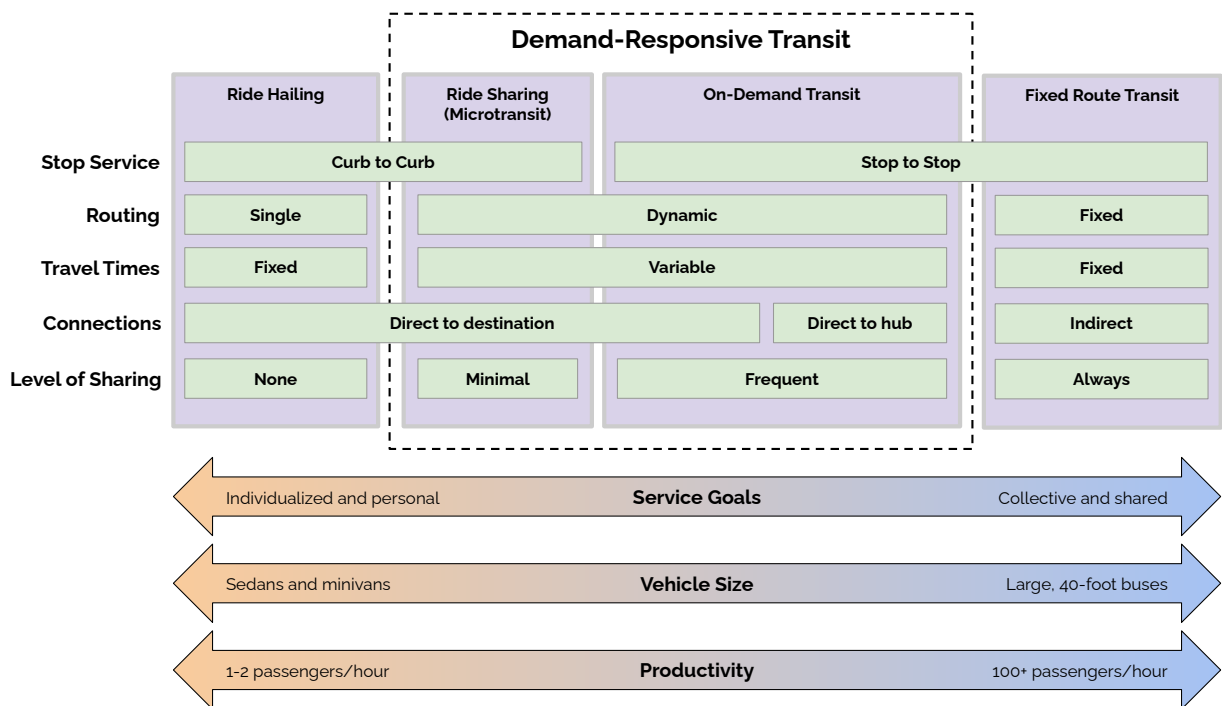 Demand-Responsive Transit
Ride Hailing
Ride Sharing
(Microtransit)
On-Demand Transit
Fixed Route Transit
Stop Service
Curb to Curb
Stop to Stop
Routing
Single
Dynamic
Fixed
Travel Times
Fixed
Variable
Fixed
Connections
Direct to destination
Direct to hub
Indirect
Level of Sharing
None
Minimal
Frequent
Always
Individualized and personal
Service Goals
Collective and shared
Sedans and minivans
Vehicle Size
Large, 40-foot buses
1-2 passengers/hour
Productivity
100+ passengers/hour